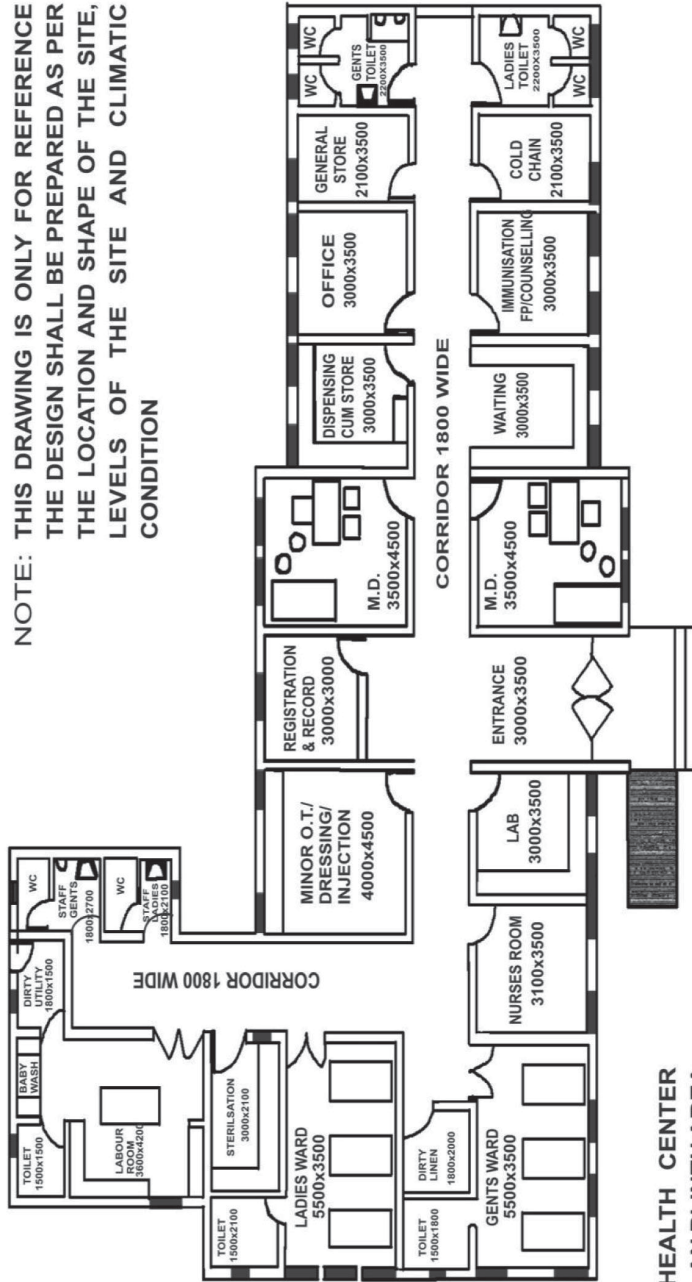 NOTE: THIS DRAWING IS ONLY FOR REFERENCE
THE DESIGN SHALL BE PREPARED AS PER
THE LOCATION AND SHAPE OF THE SITE,
LEVELS OF THE SITE AND CLIMATIC
CONDITION
WC
WC
GENTS
TOILET
2200X3500
GENERAL
STORE
2100x3500
OFFICE
3000x3500
DISPENSING
CUM STORE
3000x3500
M.D.
3500x4500
REGISTRATION
& RECORD
3000x3000
MINOR O.T./
DRESSING/
INJECTION
4000x4500
LADIES
TOILET
2200X3500
WC
WC
COLD
CHAIN
2100x3500
IMMUNISATION
FP/COUNSELLING
3000x3500
WAITING
3000x3500
CORRIDOR 1800 WIDE
M.D.
3500x4500
ENTRANCE
3000x3500
LAB
3000x3500
NURSES ROOM
3100x3500
WC
STAFF
GENTS
1800x2700
WC
STAFF
LADIES
1800x2100
CORRIDOR 1800 WIDE
DIRTY
UTILITY
1800x1500
BABY
WASH
TOILET
1500x1500
LABOUR
ROOM
3600x4200
STERILSATION
3000x2100
TOILET
1500x2100
LADIES WARD
5500x3500
DIRTY
LINEN
1800x2000
TOILET
1500x1800
GENTS WARD
5500x3500
HEALTH CENTER